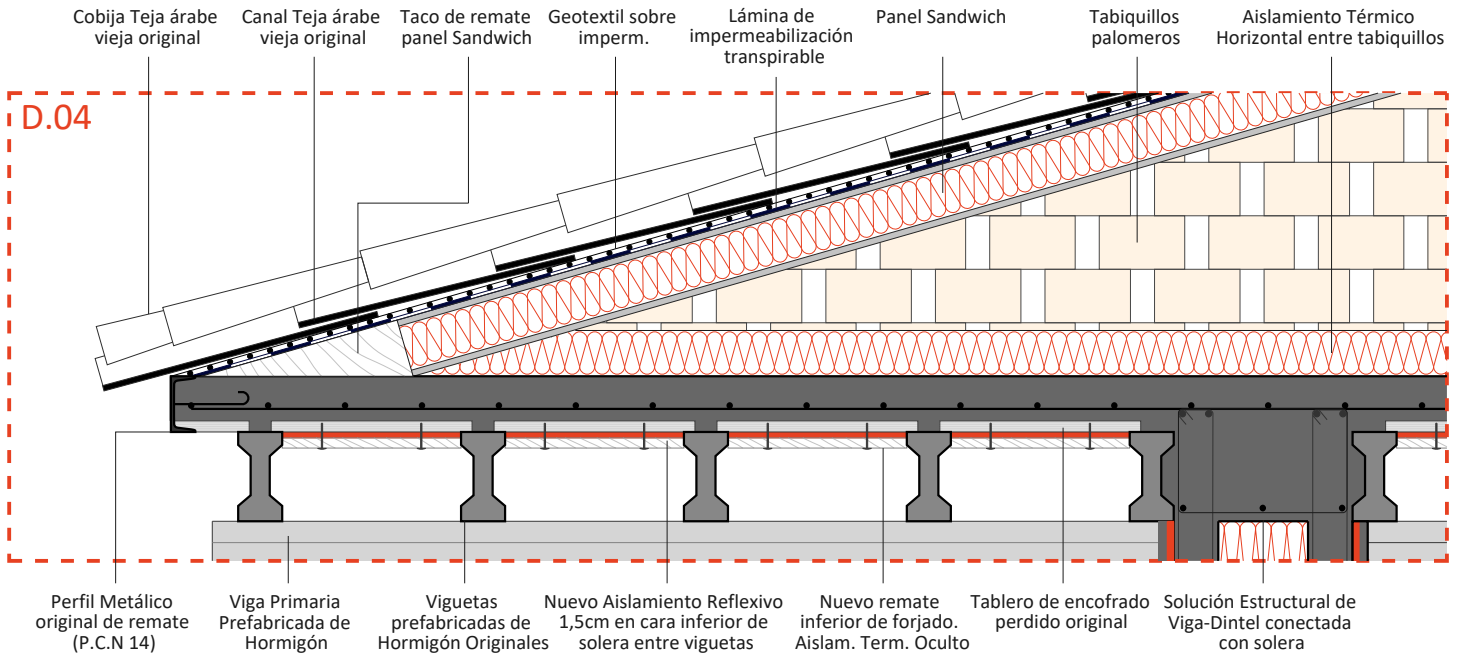 Cobija Teja árabe
vieja original
Canal Teja árabe
vieja original
Taco de remate
panel Sandwich
Geotextil sobre
imperm.
Lámina de
impermeabilización
transpirable
Panel Sandwich
Tabiquillos
palomeros
Aislamiento Térmico
Horizontal entre tabiquillos
D.04
Perfil Metálico
original de remate
(P.C.N 14)
Viga Primaria
Prefabricada de
Hormigón
Viguetas
prefabricadas de
Hormigón Originales
Nuevo Aislamiento Reflexivo
1,5cm en cara inferior de
solera entre viguetas
Nuevo remate
inferior de forjado.
Aislam. Term. Oculto
Tablero de encofrado
perdido original
Solución Estructural de
Viga-Dintel conectada
con solera